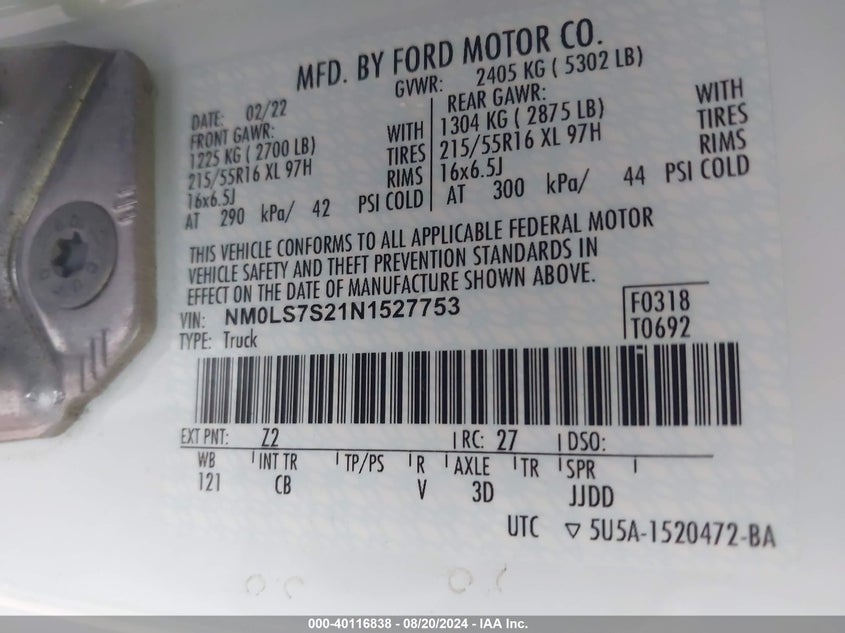 MFD. BY FORD MOTOR CO.
DATE: 02/22
GVWR: 2405 KG ( 5302 LB)
FRONT GAWR:
1225 KG ( 2700 LB) WITH
215/55R16 XL 97H TIRES
16x6.5J RIMS
AT 290 kPa/ 42 PSI COLD
REAR GAWR: WITH
1304 KG ( 2875 LB) TIRES
215/55R16 XL 97H RIMS
16x6.5J
AT 300 kPa/ 44 PSI COLD
THIS VEHICLE CONFORMS TO ALL APPLICABLE FEDERAL MOTOR
VEHICLE SAFETY AND THEFT PREVENTION STANDARDS IN
EFFECT ON THE DATE OF MANUFACTURE SHOWN ABOVE.
VIN: NM0LS7S21N1527753
TYPE: Truck
F0318
T0692
EXT PNT: Z2 RC: 27 DSO:
WB INT TR TP/PS R AXLE TR SPR
121 CB V 3D JJDD
UTC 5U5A-1520472-BA
000-40116838 - 08/20/2024 - IAA Inc.